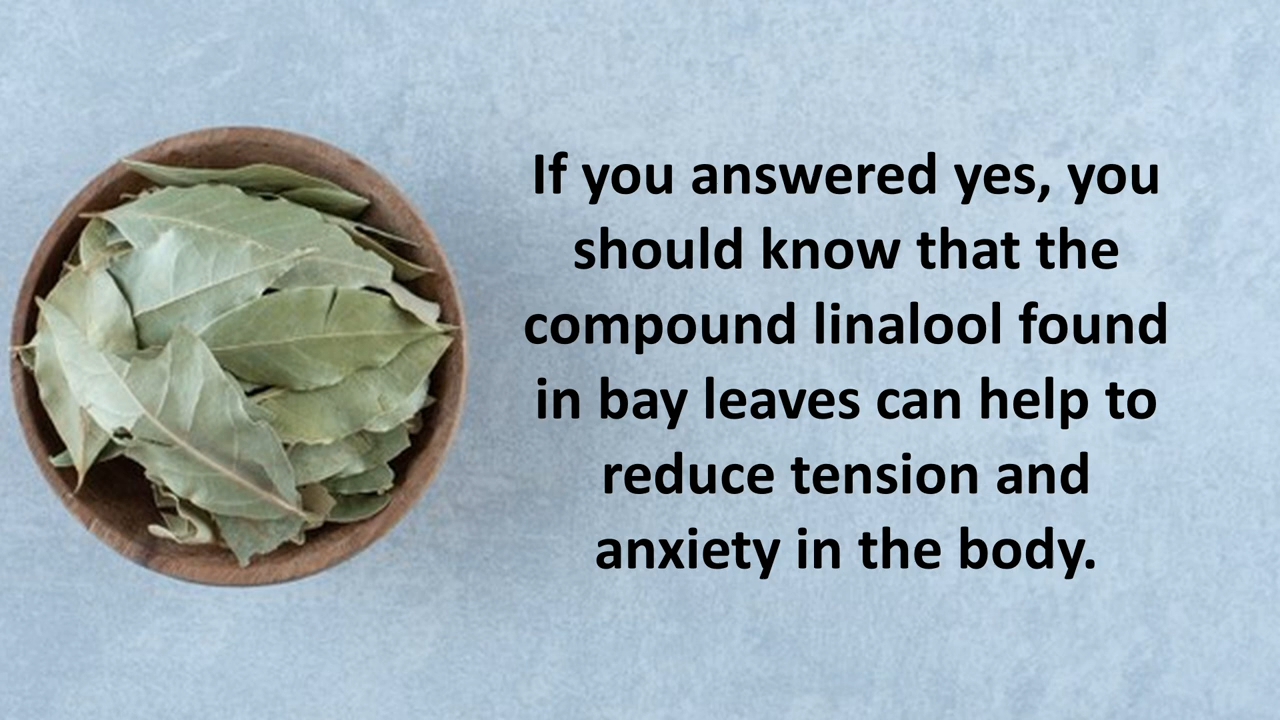 If you answered yes, you
should know that the
compound linalool found
in bay leaves can help to
reduce tension and
anxiety in the body.